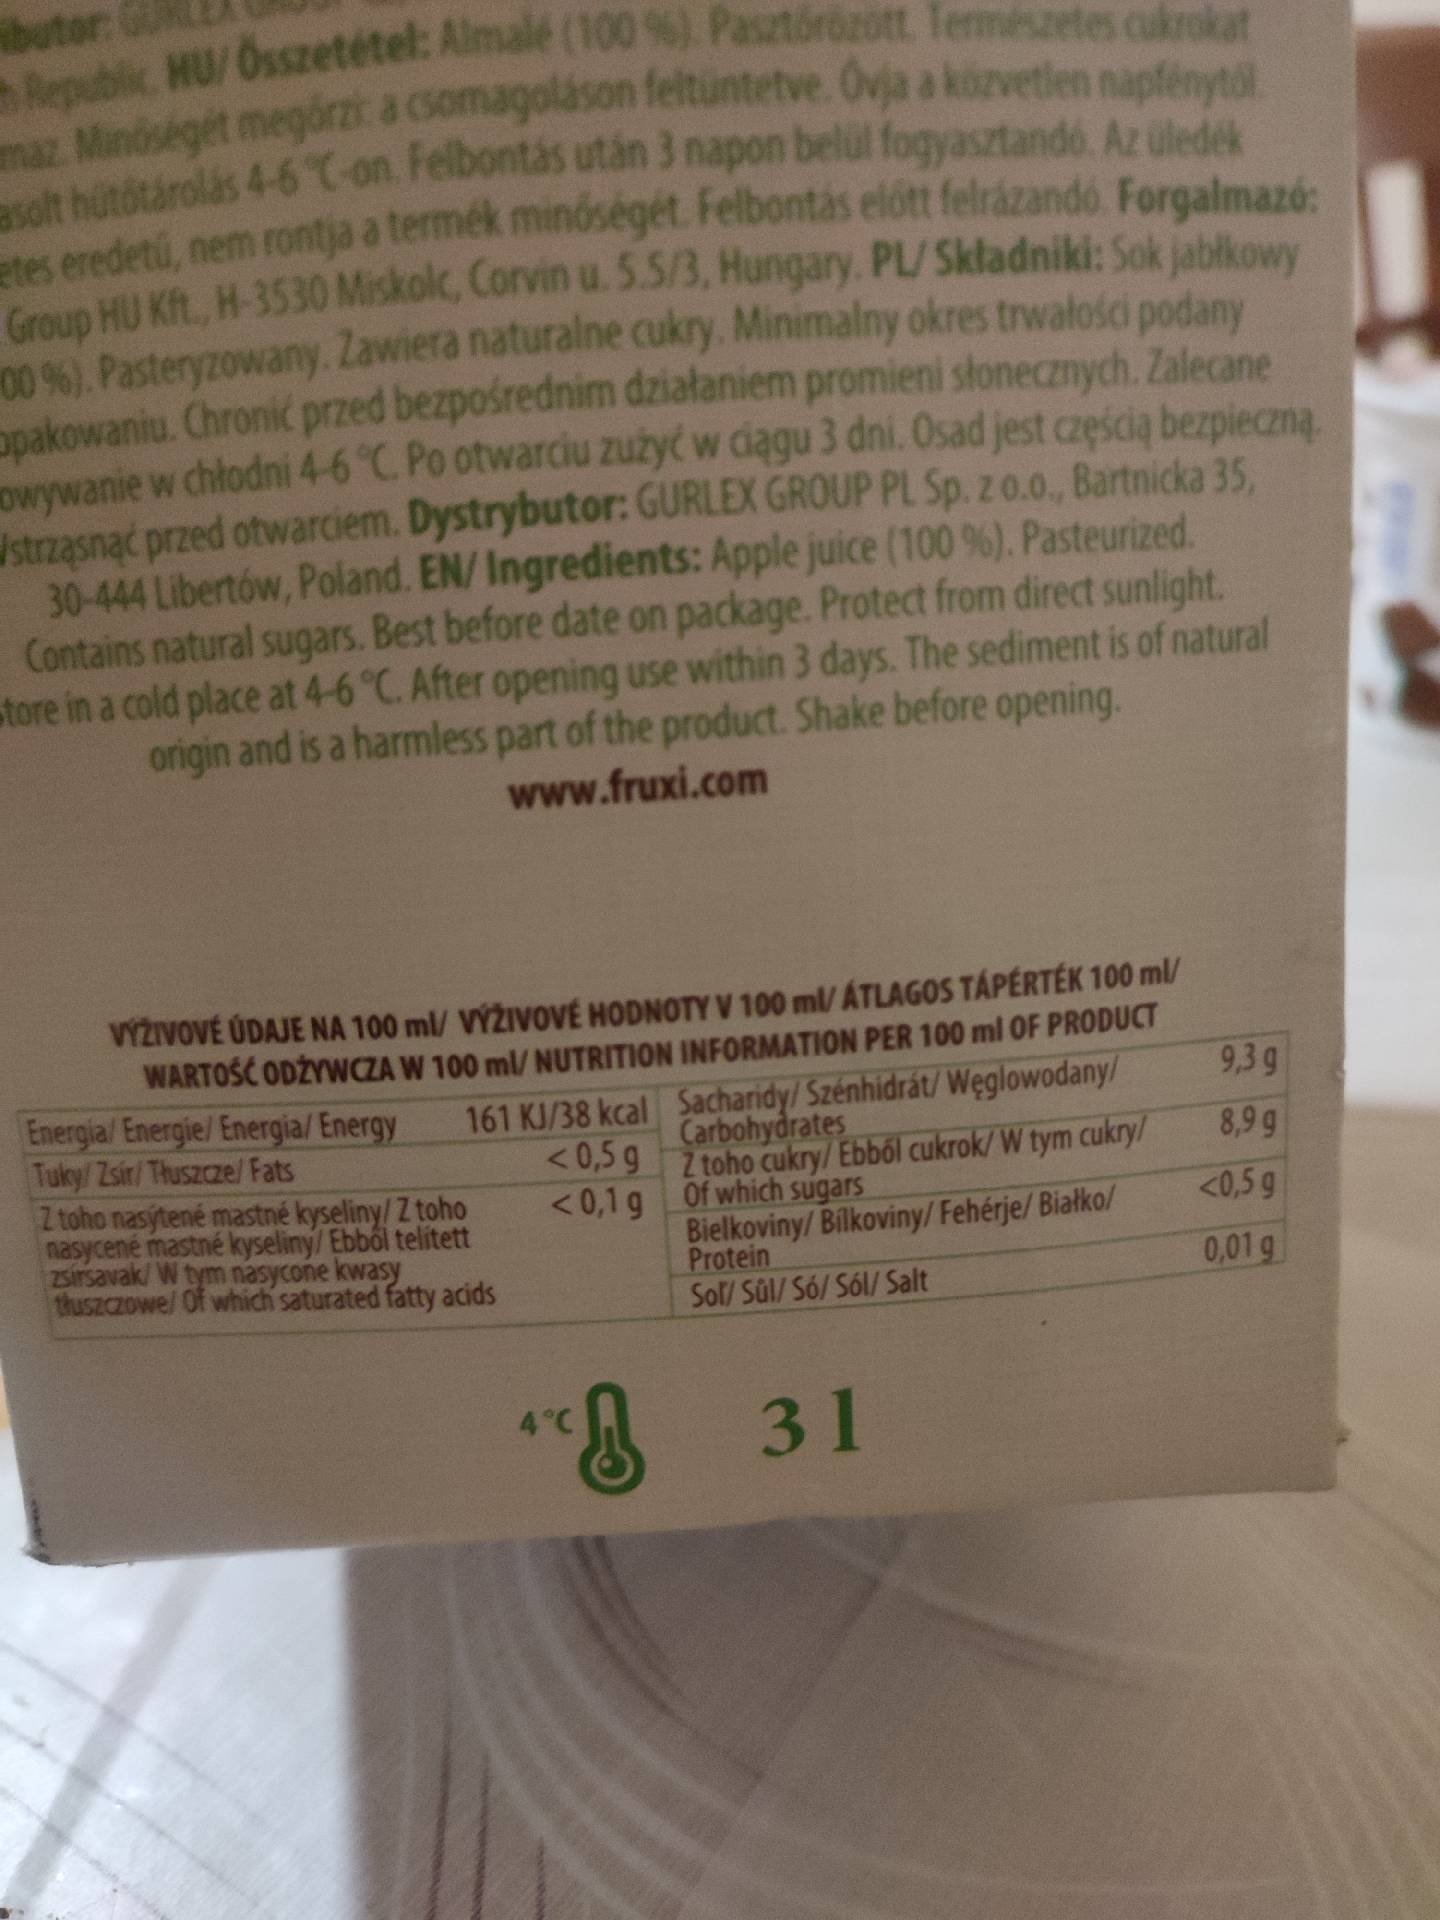 Republic. HU/ Összetétel: Almalé (100 %). Pasztőrözött. Természetes cukrokat
Minőségét megőrzi: a csomagoláson feltüntetve. Óvja a közvetlen napfénytől.
hűtőtárolás 4-6 °C-on. Felbontás után 3 napon belül fogyasztandó. Az üledék
eredetű, nem rontja a termék minőségét. Felbontás előtt felrázandó. Forgalmazó:
Group HU Kft., H-3530 Miskolc, Corvin u. 5.5/3, Hungary. PL/ Składniki: Sok jabłkowy
00 %). Pasteryzowany. Zawiera naturalne cukry. Minimalny okres trwałości podany
opakowaniu. Chronić przed bezpośrednim działaniem promieni słonecznych. Zalecane
owywanie w chłodni 4-6 °C. Po otwarciu zużyć w ciągu 3 dni. Osad jest częścią bezpieczną.
Wstrząsnąć przed otwarciem. Dystrybutor: GURLEX GROUP PL Sp. z o.o., Bartnicka 35,
30-444 Libertów, Poland. EN/ Ingredients: Apple juice (100 %). Pasteurized.
Contains natural sugars. Best before date on package. Protect from direct sunlight.
Store in a cold place at 4-6 °C. After opening use within 3 days. The sediment is of natural
origin and is a harmless part of the product. Shake before opening.
www.fruxi.com
VÝŽIVOVÉ ÚDAJE NA 100 ml/ VÝŽIVOVÉ HODNOTY V 100 ml/ ÁTLAGOS TÁPÉRTÉK 100 ml/
WARTOŚĆ ODŻYWCZA W 100 ml/ NUTRITION INFORMATION PER 100 ml OF PRODUCT
Energia/ Energie/ Energia/ Energy 161 KJ/38 kcal
Tuky/ Zsír/ Tłuszcze/ Fats < 0,5 g
Z toho nasýtené mastné kyseliny/ Z toho < 0,1 g
nasycené mastné kyseliny/ Ebből telített
zsírsavak/ W tym nasycone kwasy
tłuszczowe/ Of which saturated fatty acids
Sacharidy/ Szénhidrát/ Węglowodany/ 9,3 g
Carbohydrates
Z toho cukry/ Ebből cukrok/ W tym cukry/ 8,9 g
Of which sugars
Bielkoviny/ Bílkoviny/ Fehérje/ Białko/ <0,5 g
Protein
Soľ/ Sůl/ Só/ Sól/ Salt 0,01 g
4 °C
3 l